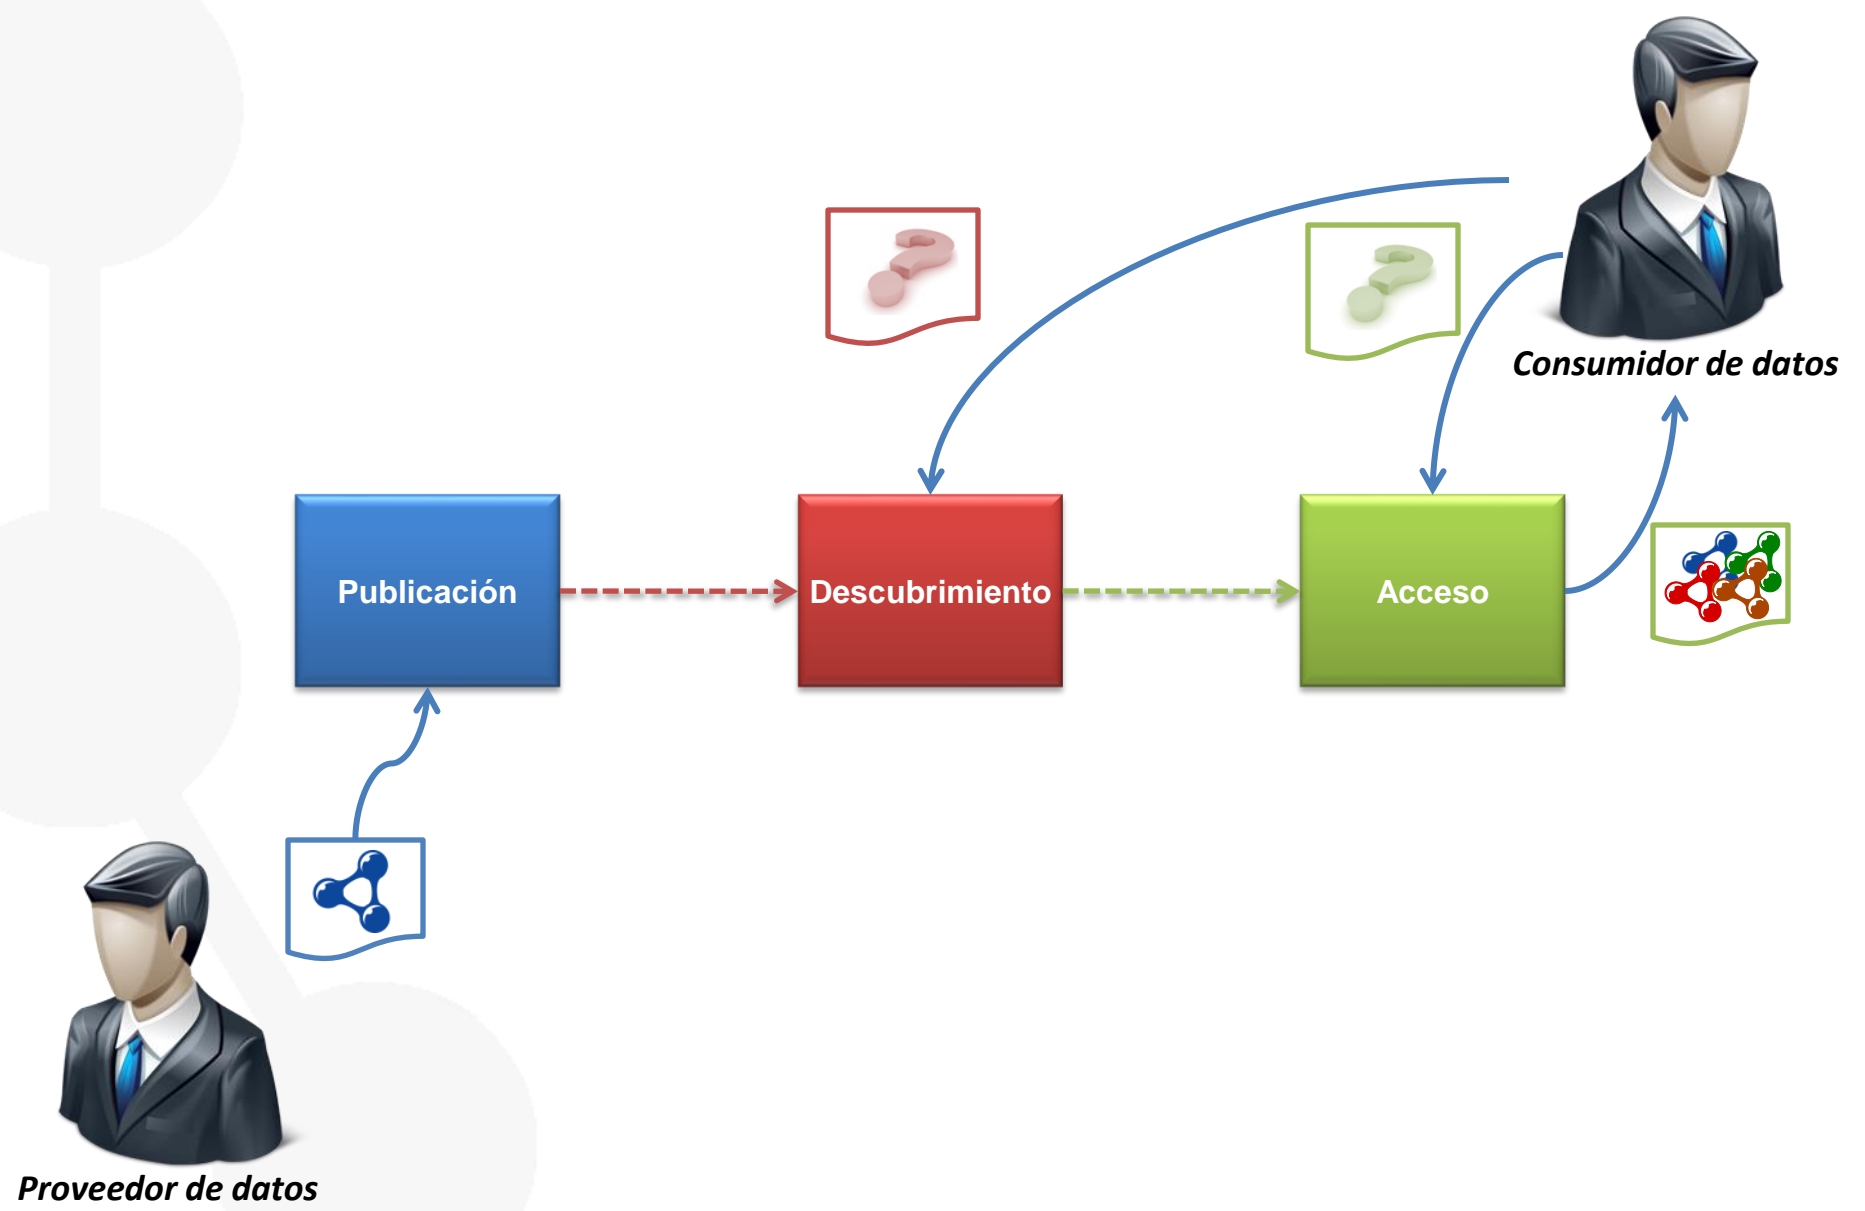 Consumidor de datos
Publicación
Descubrimiento
Acceso
Proveedor de datos